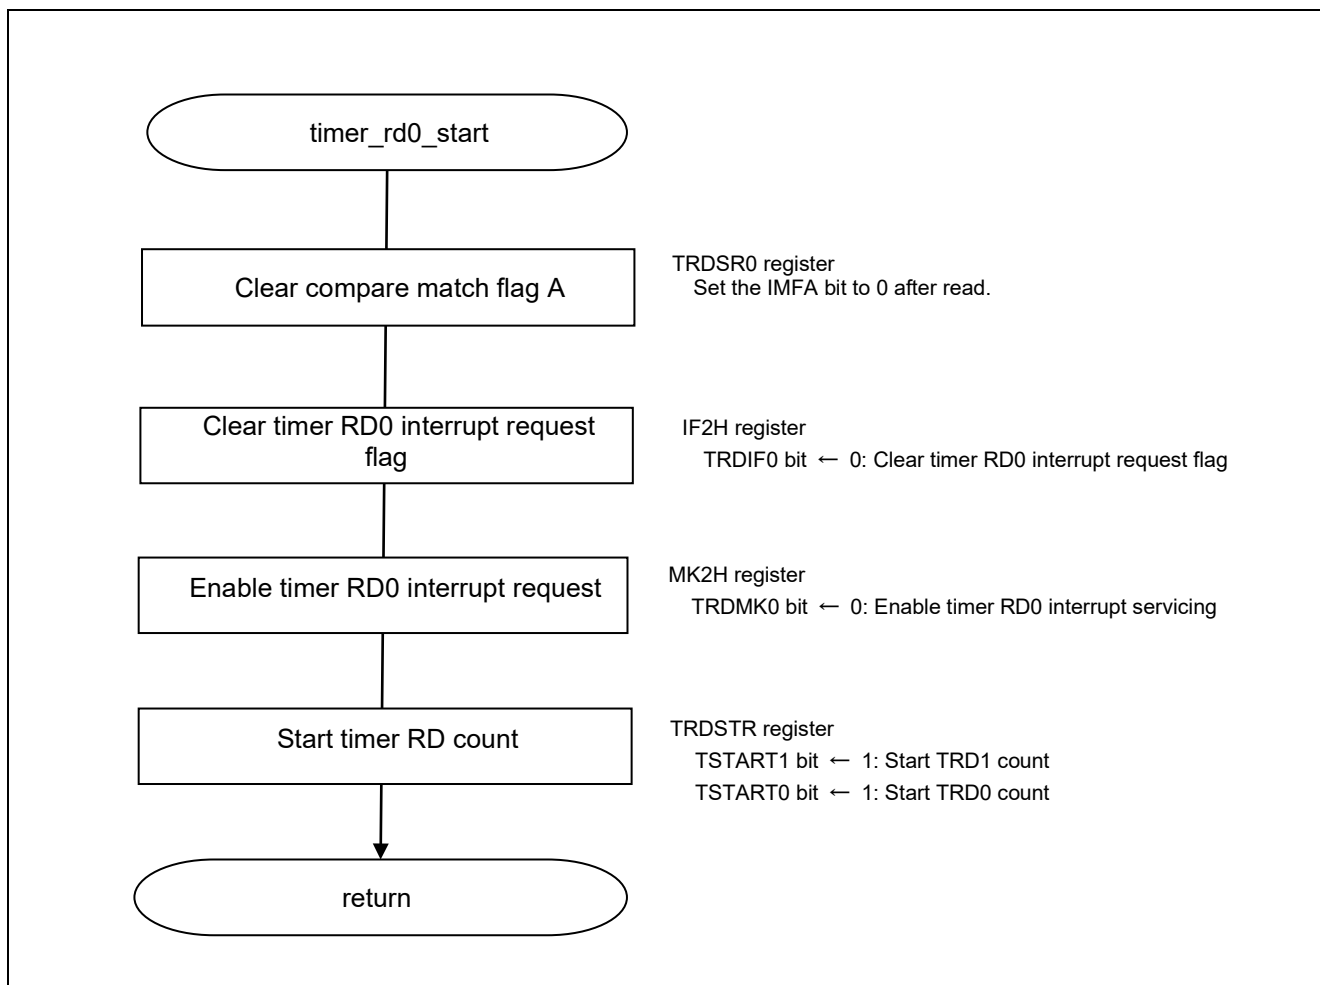 timer_rd0_start
Clear compare match flag A
TRDSR0 register
Set the IMFA bit to 0 after read.
Clear timer RD0 interrupt request
flag
IF2H register
TRDIF0 bit ← 0: Clear timer RD0 interrupt request flag
Enable timer RD0 interrupt request
MK2H register
TRDMK0 bit ← 0: Enable timer RD0 interrupt servicing
Start timer RD count
TRDSTR register
TSTART1 bit ← 1: Start TRD1 count
TSTART0 bit ← 1: Start TRD0 count
return